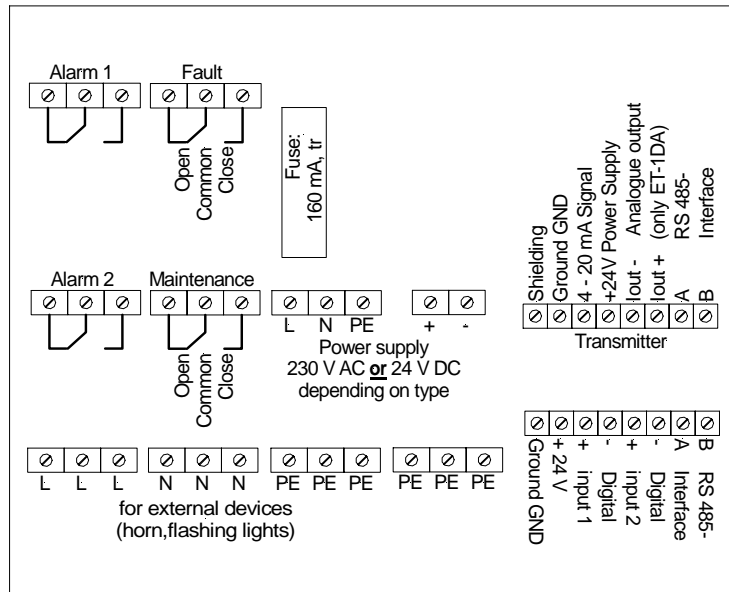 Alarm 1
Fault
Open
Common
Close
Fuse:
160 mA, tr
Alarm 2
Maintenance
Open
Common
Close
L N PE
+ -
Power supply
230 V AC or 24 V DC
depending on type
Shielding
Ground GND
4 - 20 mA Signal
+24V Power Supply
Iout - Analogue output
Iout + (only ET-1DA)
A RS 485-
B Interface
Transmitter
L L L
N N N
PE PE PE
PE PE PE
for external devices
(horn,flashing lights)
Ground GND
+ 24 V
+ input 1
- Digital
+ input 2
- Digital
A Interface
B RS 485-